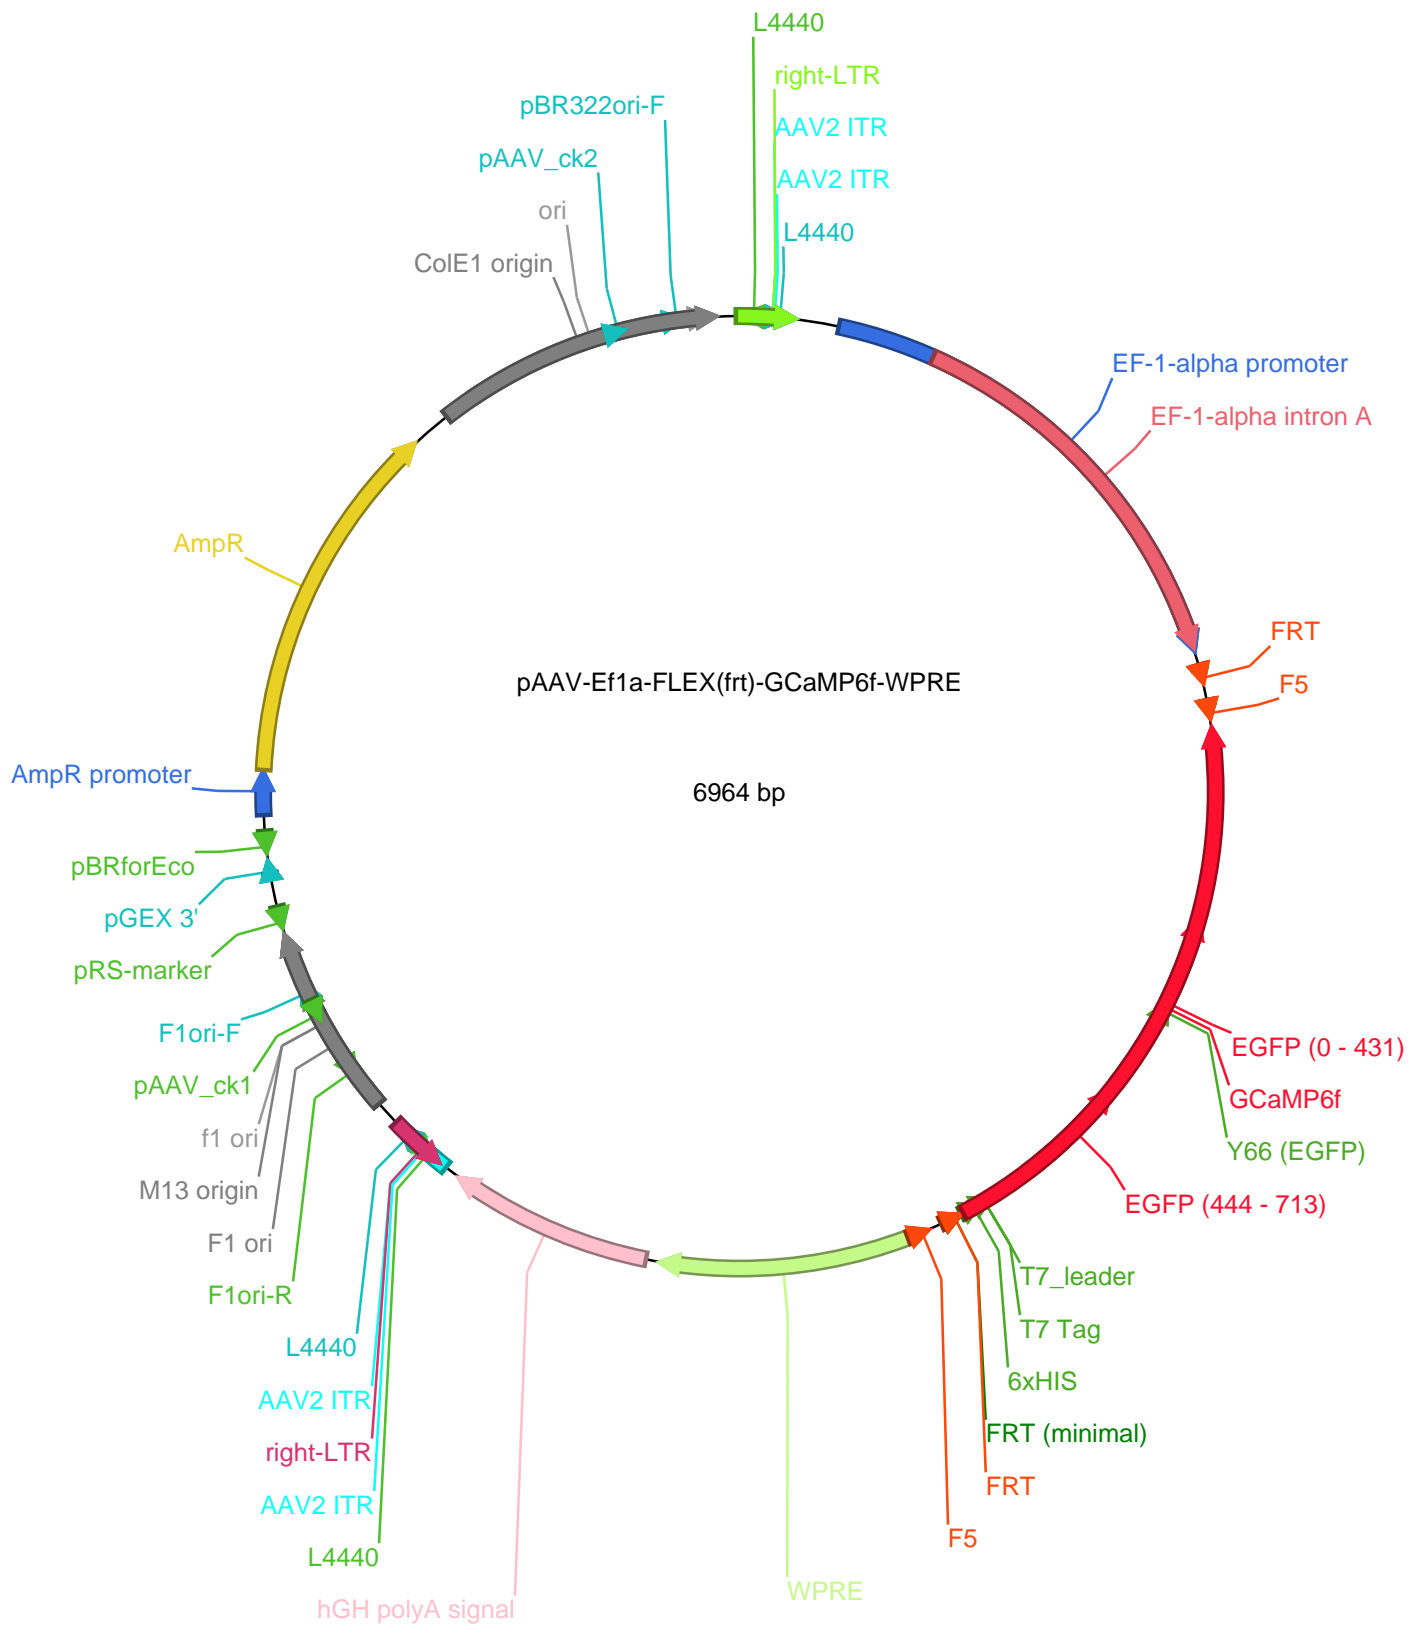 L4440
right-LTR
pBR322ori-F
AAV2 ITR
pAAV_ck2
AAV2 ITR
ori
L4440
ColE1 origin
EF-1-alpha promoter
EF-1-alpha intron A
AmpR
FRT
pAAV-Ef1a-FLEX(frt)-GCaMP6f-WPRE
F5
AmpR promoter
6964 bp
pBRforEco
pGEX 3'
pRS-marker
F1ori-F
EGFP (0 - 431)
pAAV_ck1
GCaMP6f
f1 ori
Y66 (EGFP)
M13 origin
EGFP (444 - 713)
F1 ori
T7_leader
F1ori-R
T7 Tag
L4440
6xHIS
AAV2 ITR
FRT (minimal)
right-LTR
FRT
AAV2 ITR
F5
L4440
WPRE
hGH polyA signal